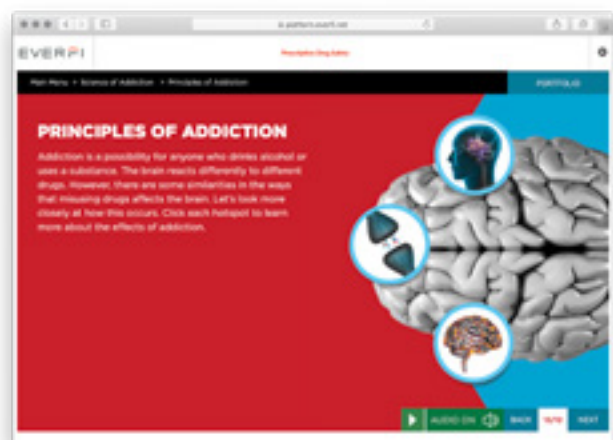 EVERFI
Prescription Drug Safety
Main Menu > Science of Addiction > Principles of Addiction
PORTFOLIO
PRINCIPLES OF ADDICTION
Addiction is a possibility for anyone who drinks alcohol or
uses a substance. The brain reacts differently to different
drugs. However, there are some similarities in the ways
that misusing drugs affects the brain. Let's look more
closely at how this occurs. Click each hotspot to learn
more about the effects of addiction.
AUDIO ON
BACK
NEXT